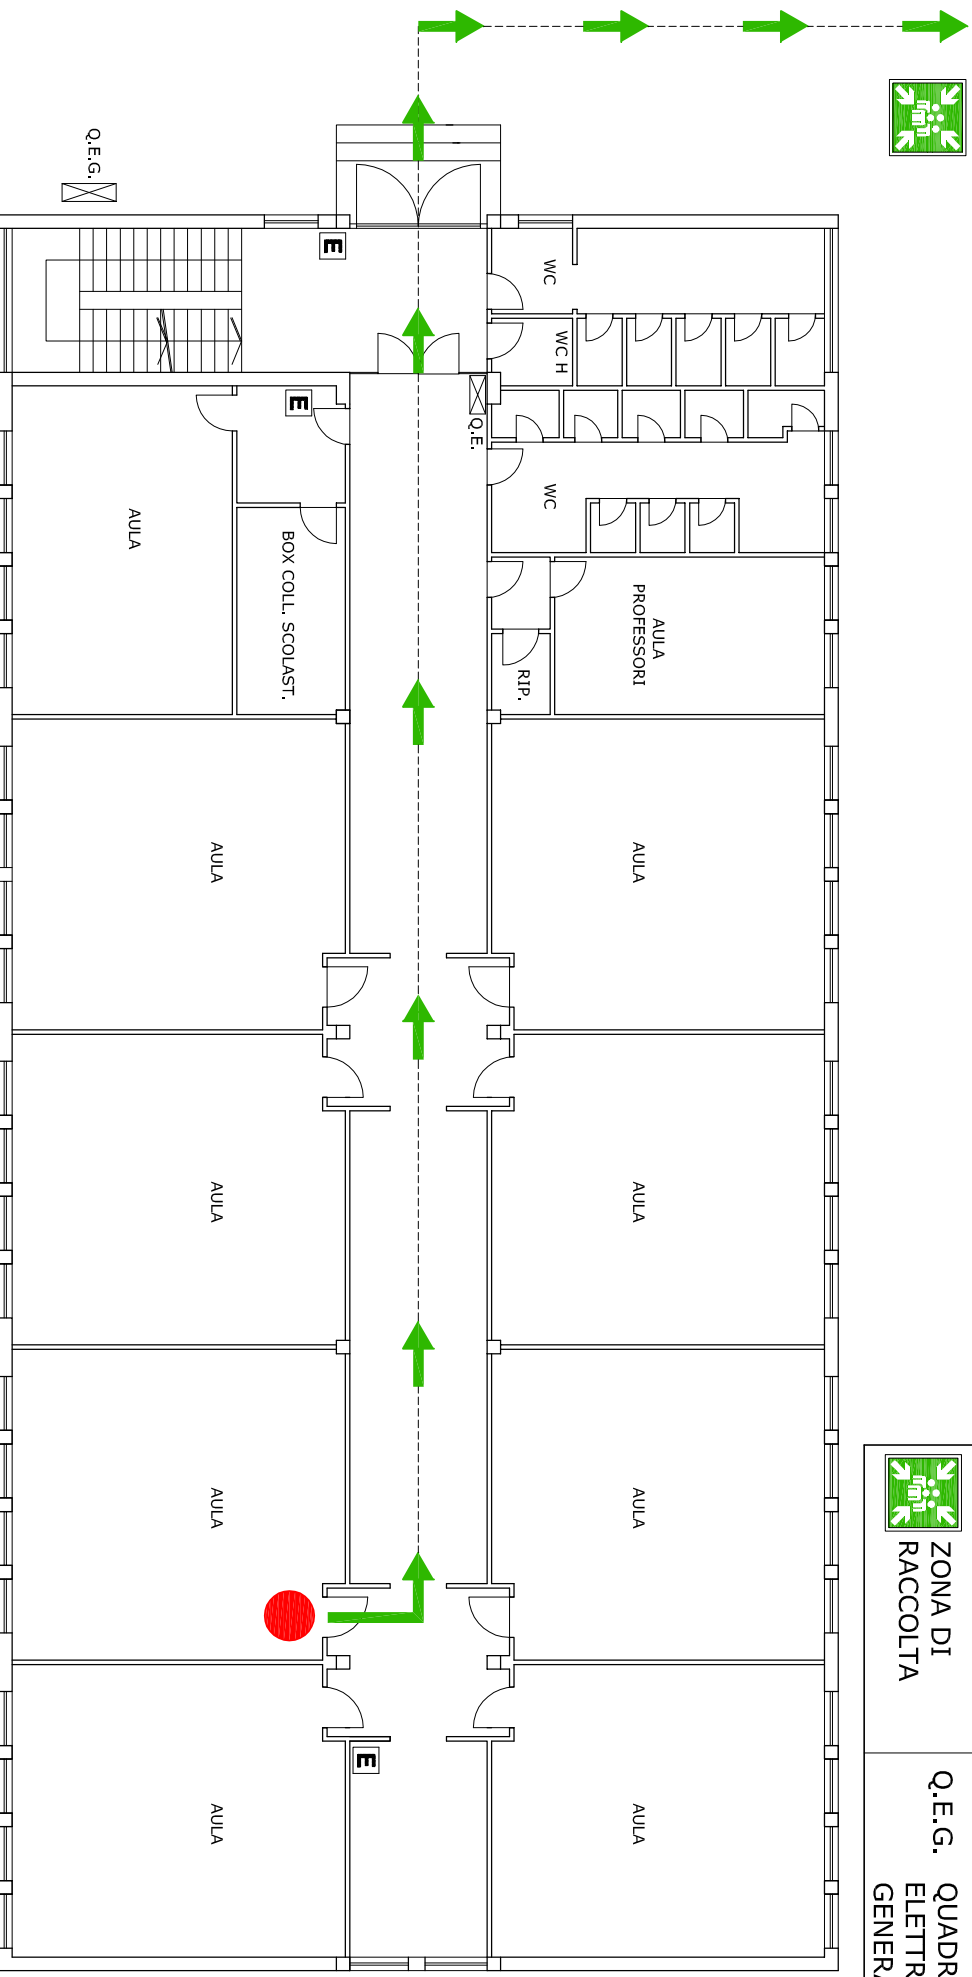 Q.E.G.
E
WC
WC H
E
Q.E.
WC
AULA
BOX COLL. SCOLAST.
AULA
PROFESSORI
RIP.
AULA
AULA
AULA
AULA
AULA
AULA
E
AULA
AULA
ZONA DI
RACCOLTA
Q.E.G.
QUADR
ELETTR
GENER